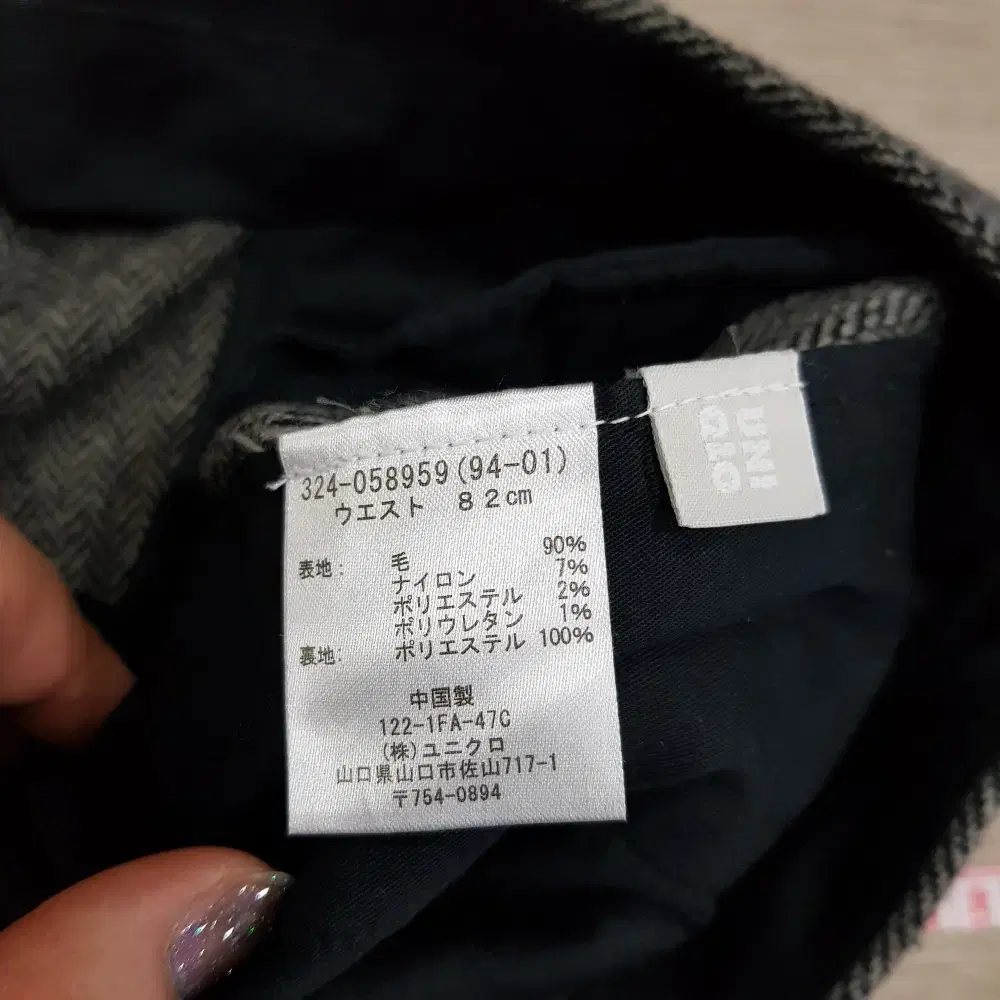 324-058959(94-01)
ウエスト ８２cm
表地: 毛 90%
ナイロン 7%
ポリエステル 2%
ポリウレタン 1%
裏地: ポリエステル 100%
中国製
122-1FA-47C
(株)ユニクロ
山口県山口市佐山717-1
〒754-0894
UNI
QLO